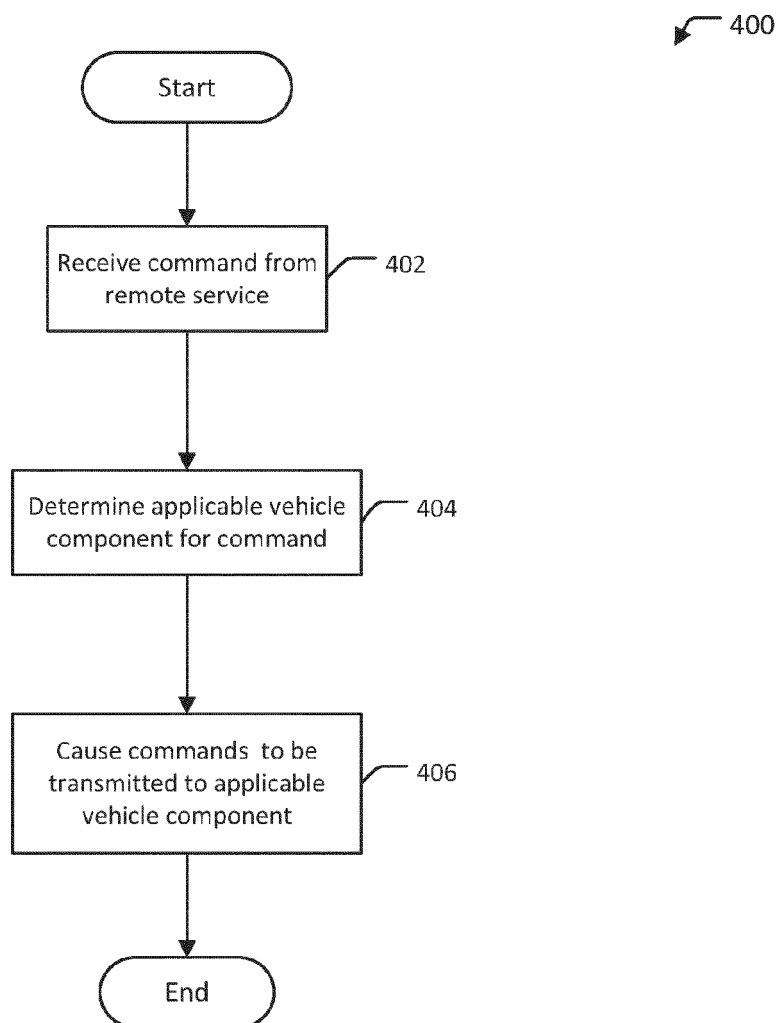 400
Start
Receive command from
remote service
402
Determine applicable vehicle
component for command
404
Cause commands to be
transmitted to applicable
vehicle component
406
End